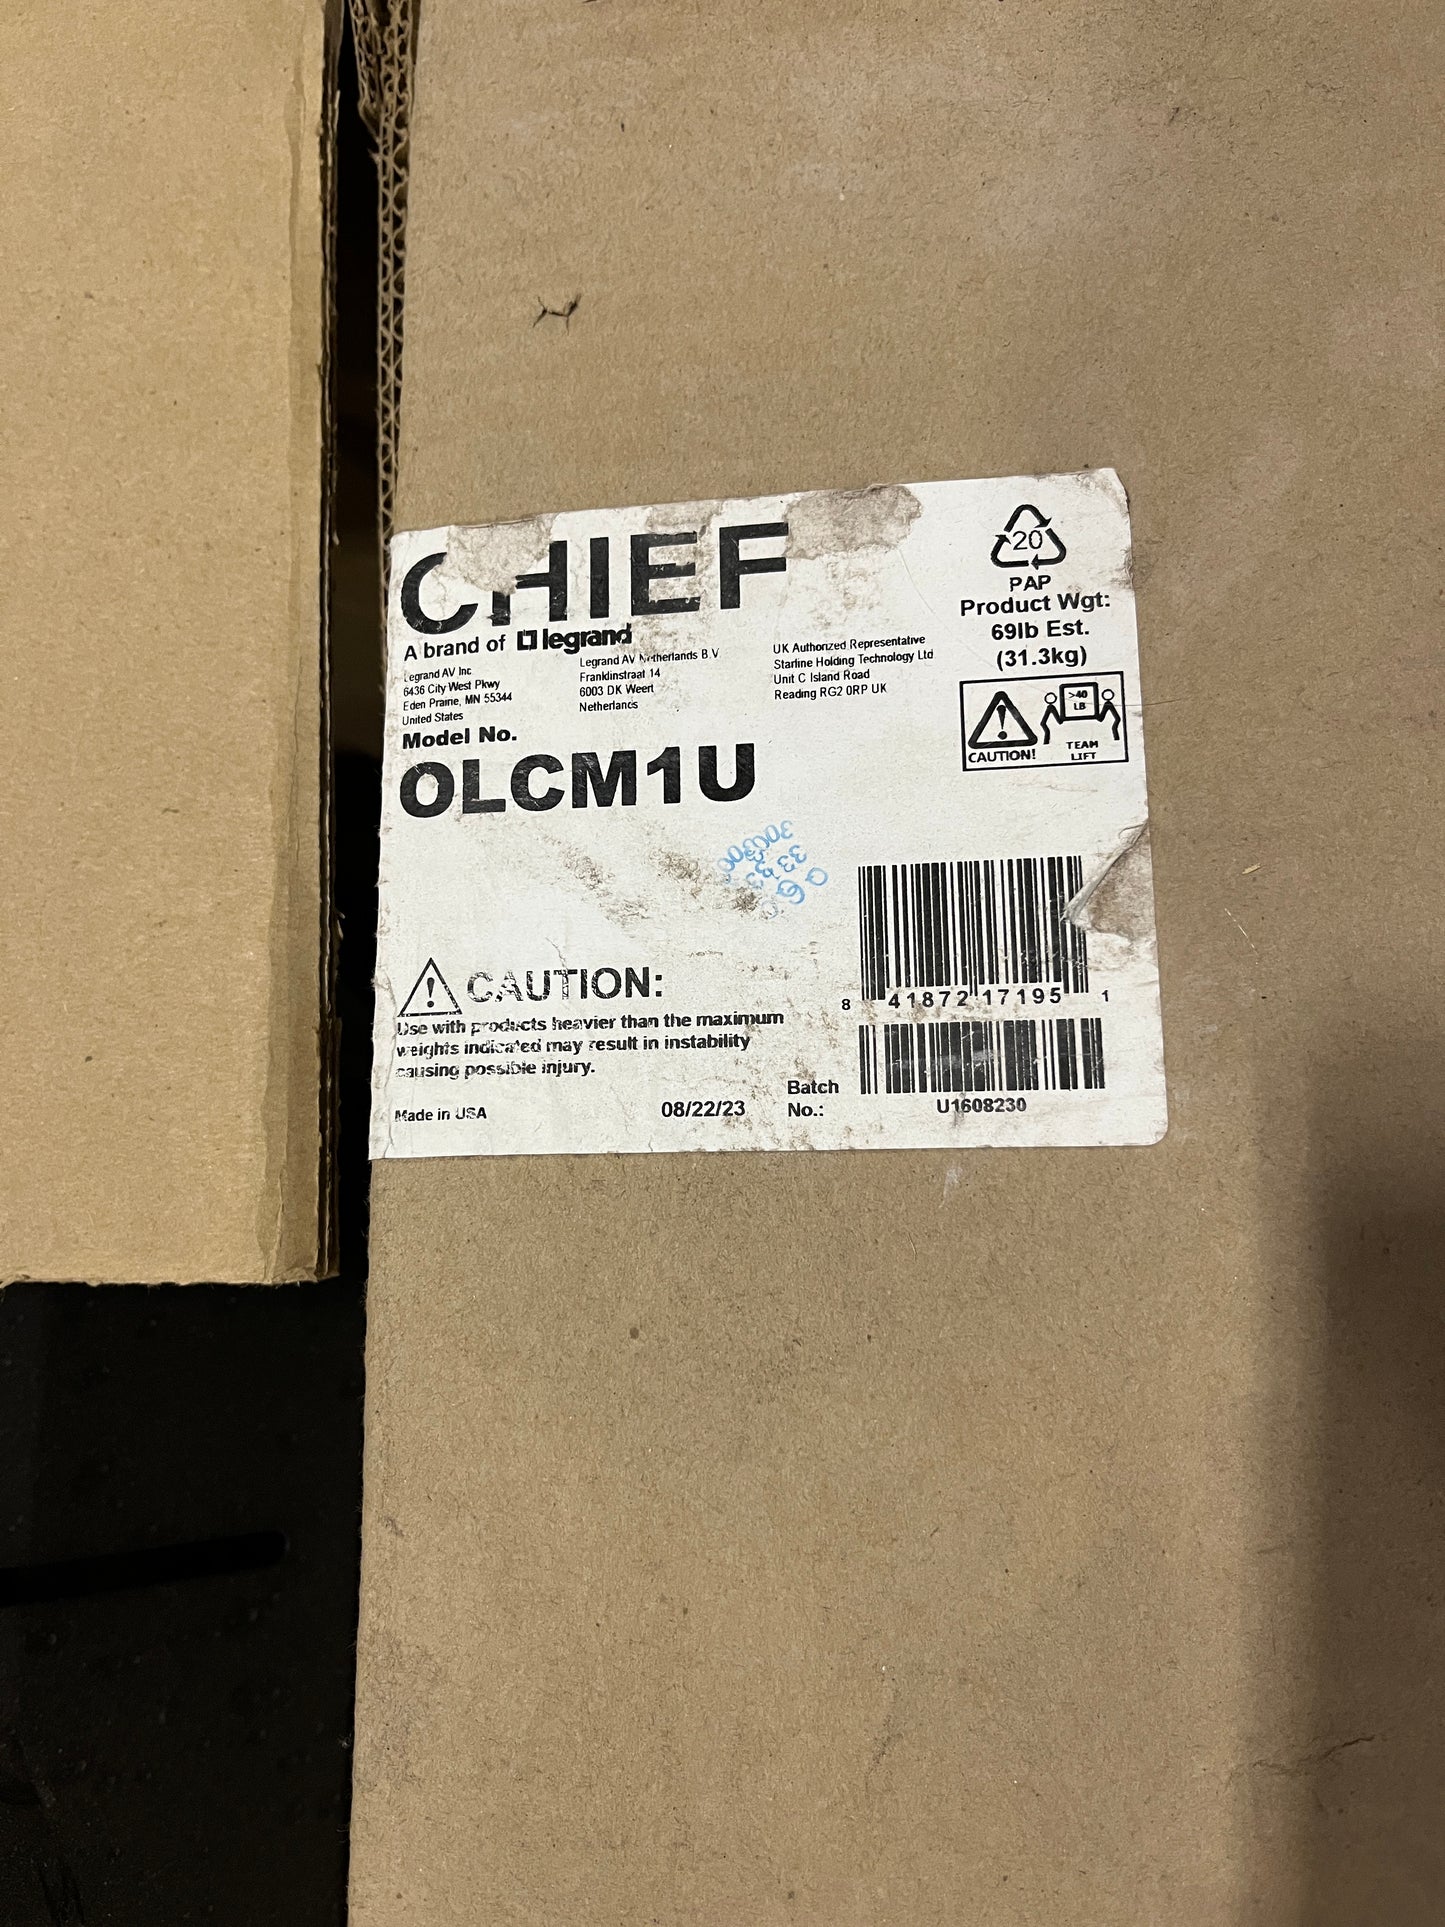 CHIEF
A brand of legrand
Legrand AV Inc
6436 City West Pkwy
Eden Prairie, MN 55344
United States
Legrand AV Netherlands B.V.
Franklinstraat 14
6003 DK Weert
Netherlands
UK Authorized Representative
Starline Holding Technology Ltd
Unit C Island Road
Reading RG2 0RP UK
20
PAP
Product Wgt:
69lb Est.
(31.3kg)
CAUTION!
>40
LB
TEAM
LIFT
Model No.
OLCM1U
8 41872 17195 1
CAUTION:
Use with products heavier than the maximum
weights indicated may result in instability
causing possible injury.
Made in USA
08/22/23
Batch
No.:
U1608230